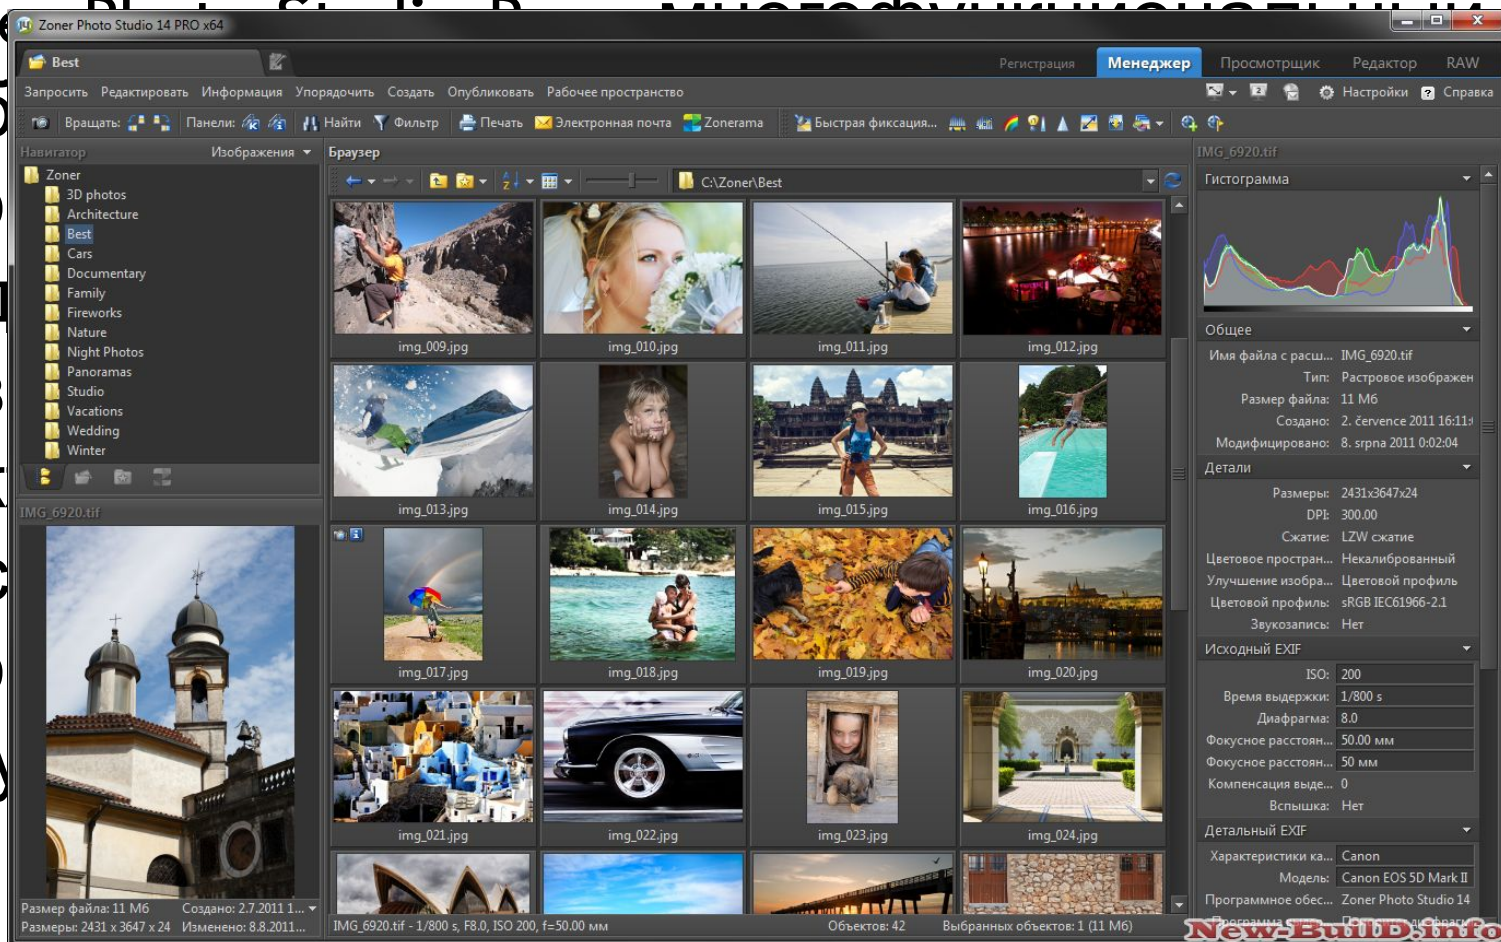 Photo Studio Pro многофункциональный
Zoner Photo Studio 14 PRO x64
Best
Регистрация Менеджер Просмотрщик Редактор RAW
Запросить Редактировать Информация Упорядочить Создать Опубликовать Рабочее пространство
Настройки Справка
Вращать: Панели: Найти Фильтр Печать Электронная почта Zonerama Быстрая фиксация...
Навигатор Изображения
Zoner
3D photos
Architecture
Best
Cars
Documentary
Family
Fireworks
Nature
Night Photos
Panoramas
Studio
Vacations
Wedding
Winter
IMG_6920.tif
Размер файла: 11 Мб Создано: 2.7.2011 1...
Размеры: 2431 x 3647 x 24 Изменено: 8.8.2011...
Браузер
C:\Zoner\Best
img_009.jpg img_010.jpg img_011.jpg img_012.jpg
img_013.jpg img_014.jpg img_015.jpg img_016.jpg
img_017.jpg img_018.jpg img_019.jpg img_020.jpg
img_021.jpg img_022.jpg img_023.jpg img_024.jpg
IMG_6920.tif - 1/800 s, F8.0, ISO 200, f=50.00 мм Объектов: 42 Выбранных объектов: 1 (11 Мб)
IMG_6920.tif
Гистограмма
Общее
Имя файла с расш... IMG_6920.tif
Тип: Растровое изображен
Размер файла: 11 Мб
Создано: 2. července 2011 16:11:
Модифицировано: 8. srpna 2011 0:02:04
Детали
Размеры: 2431x3647x24
DPI: 300.00
Сжатие: LZW сжатие
Цветовое простран... Некалиброванный
Улучшение изобра... Цветовой профиль
Цветовой профиль: sRGB IEC61966-2.1
Звукозапись: Нет
Исходный EXIF
ISO: 200
Время выдержки: 1/800 s
Диафрагма: 8.0
Фокусное расстоян... 50.00 мм
Фокусное расстоян... 50 мм
Компенсация выде... 0
Вспышка: Нет
Детальный EXIF
Характеристики ка... Canon
Модель: Canon EOS 5D Mark II
Программное обес... Zoner Photo Studio 14
New-BuilD.info